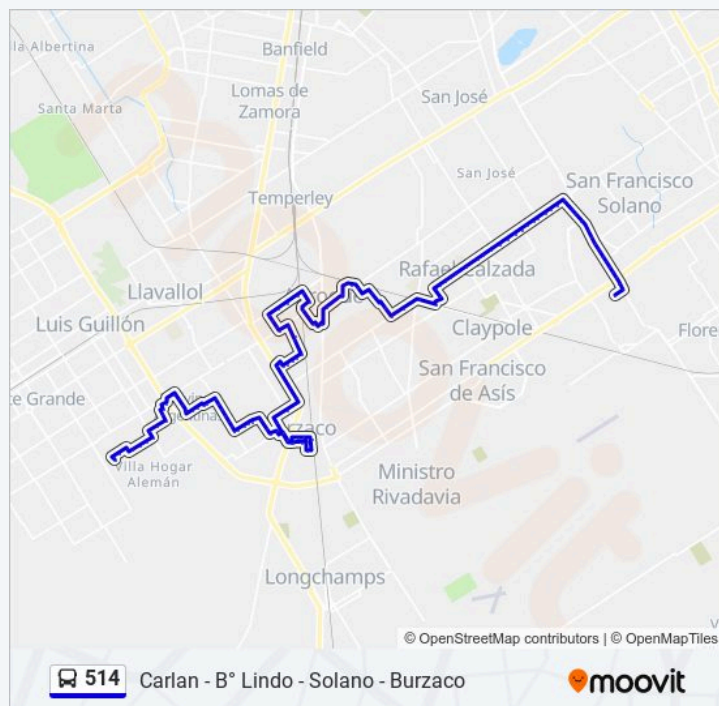 lla Albertina
Banfield
Lomas de
Zamora
San José
Santa Marta
San José
San Francisco
Solano
Temperley
Rafael Calzada
Llavallol
Luis Guillón
Claypole
Flore
San Francisco
de Asís
te Grande
Villa Hogar
Alemán
Ministro
Rivadavia
Longchamps
© OpenStreetMap contributors | © OpenMapTiles
514 Carlan - B° Lindo - Solano - Burzaco
moovit